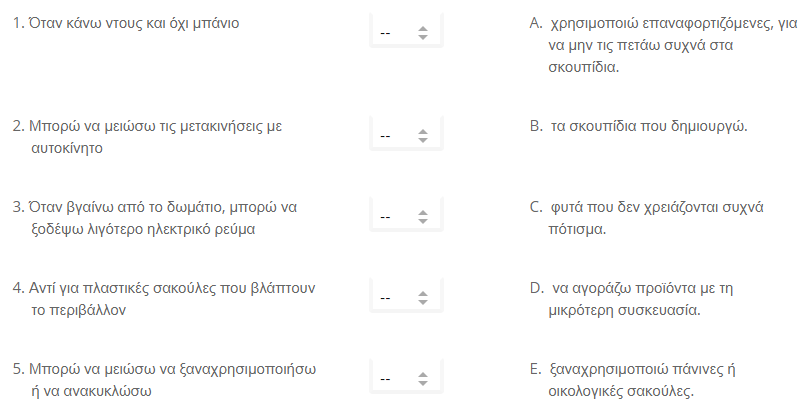 1. Όταν κάνω ντους και όχι μπάνιο
--
A. χρησιμοποιώ επαναφορτιζόμενες, για
να μην τις πετάω συχνά στα
σκουπίδια.
2. Μπορώ να μειώσω τις μετακινήσεις με
αυτοκίνητο
--
B. τα σκουπίδια που δημιουργώ.
3. Όταν βγαίνω από το δωμάτιο, μπορώ να
ξοδέψω λιγότερο ηλεκτρικό ρεύμα
--
C. φυτά που δεν χρειάζονται συχνά
πότισμα.
4. Αντί για πλαστικές σακούλες που βλάπτουν
το περιβάλλον
--
D. να αγοράζω προϊόντα με τη
μικρότερη συσκευασία.
5. Μπορώ να μειώσω να ξαναχρησιμοποιήσω
ή να ανακυκλώσω
--
E. ξαναχρησιμοποιώ πάνινες ή
οικολογικές σακούλες.